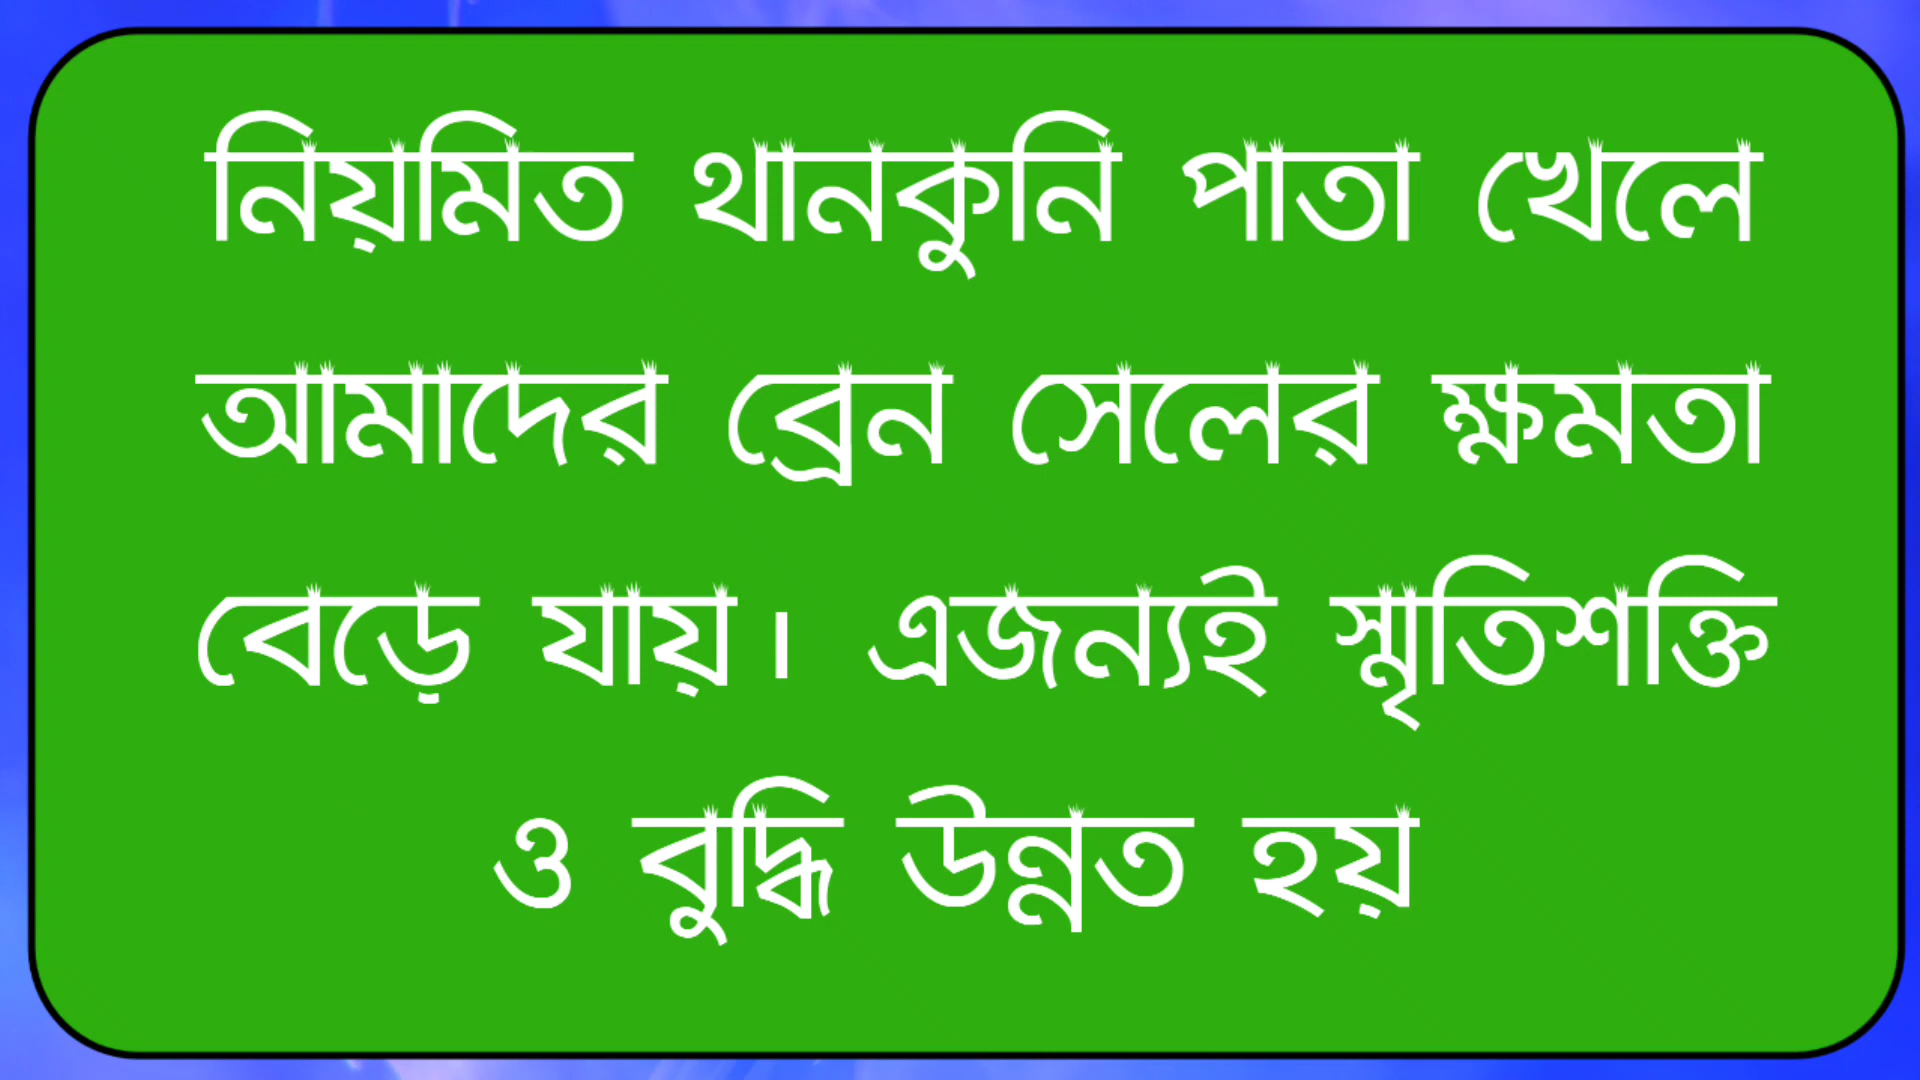 নিয়মিত থানকুনি পাতা খেলে
আমাদের ব্রেন সেলের ক্ষমতা
বেড়ে যায়। এজন্যই স্মৃতিশক্তি
ও বুদ্ধি উন্নত হয়